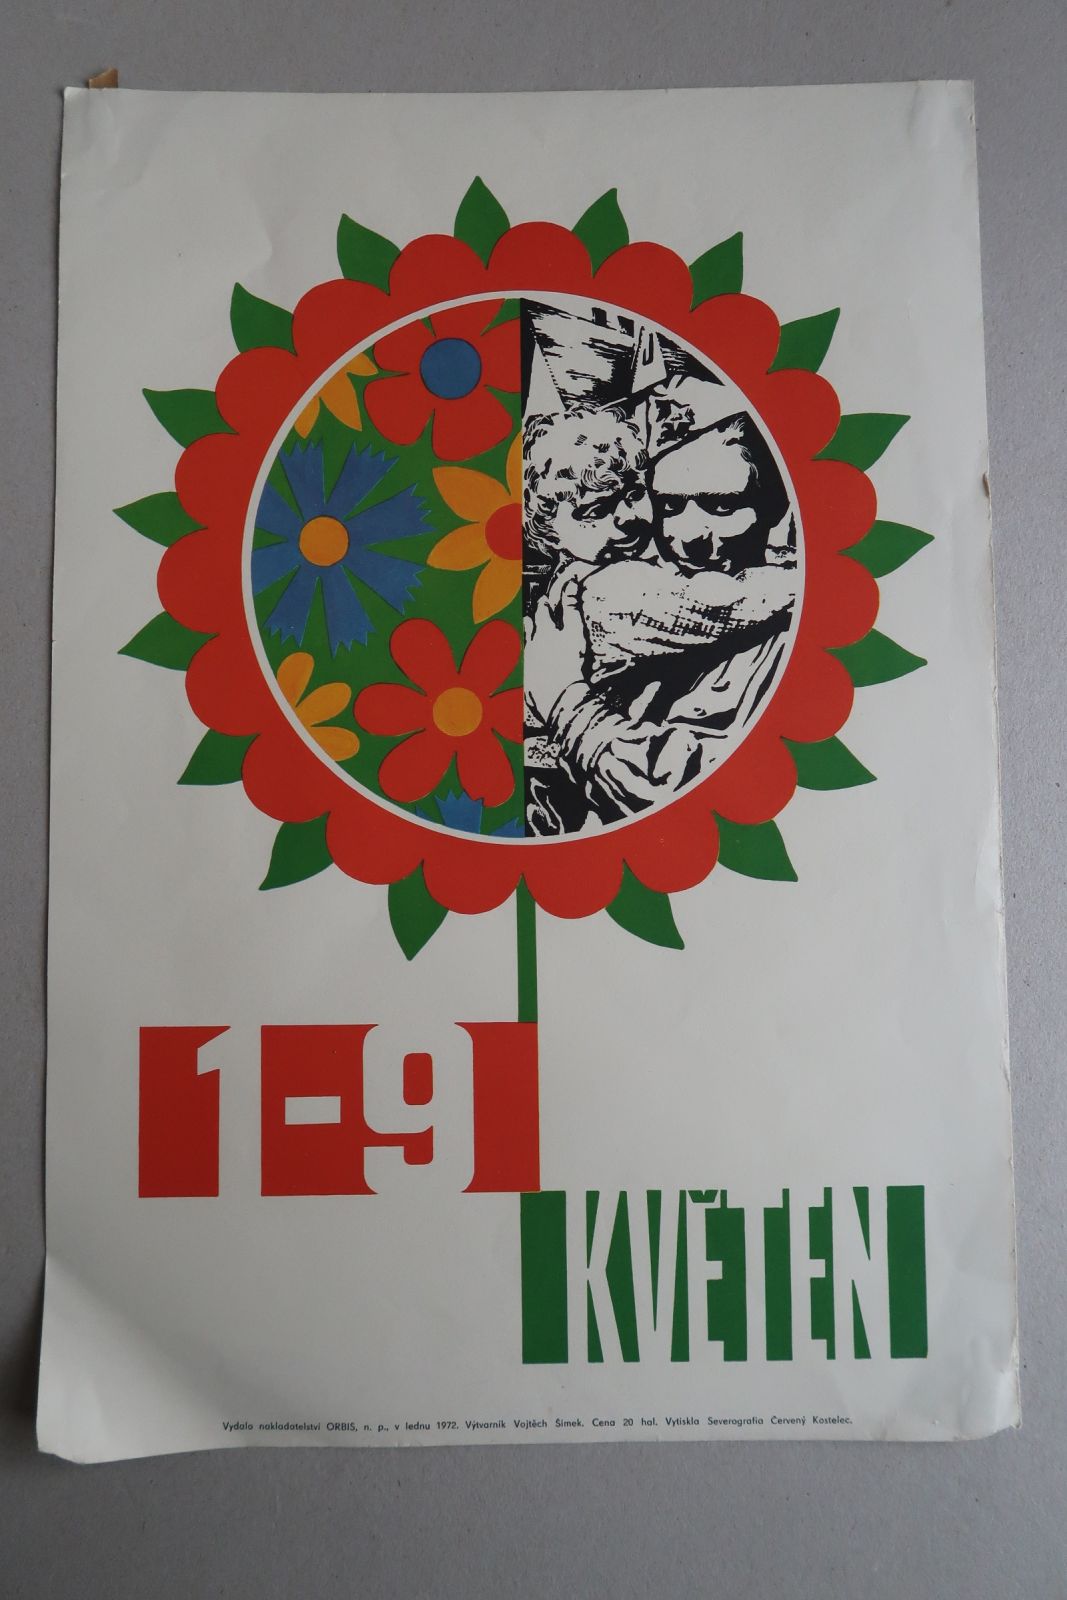 1-9
KVĚTEN
Vydalo nakladatelství ORBIS, n. p., v lednu 1972. Výtvarník Vojtěch Šimek. Cena 20 hal. Vytiskla Severografia Červený Kostelec.